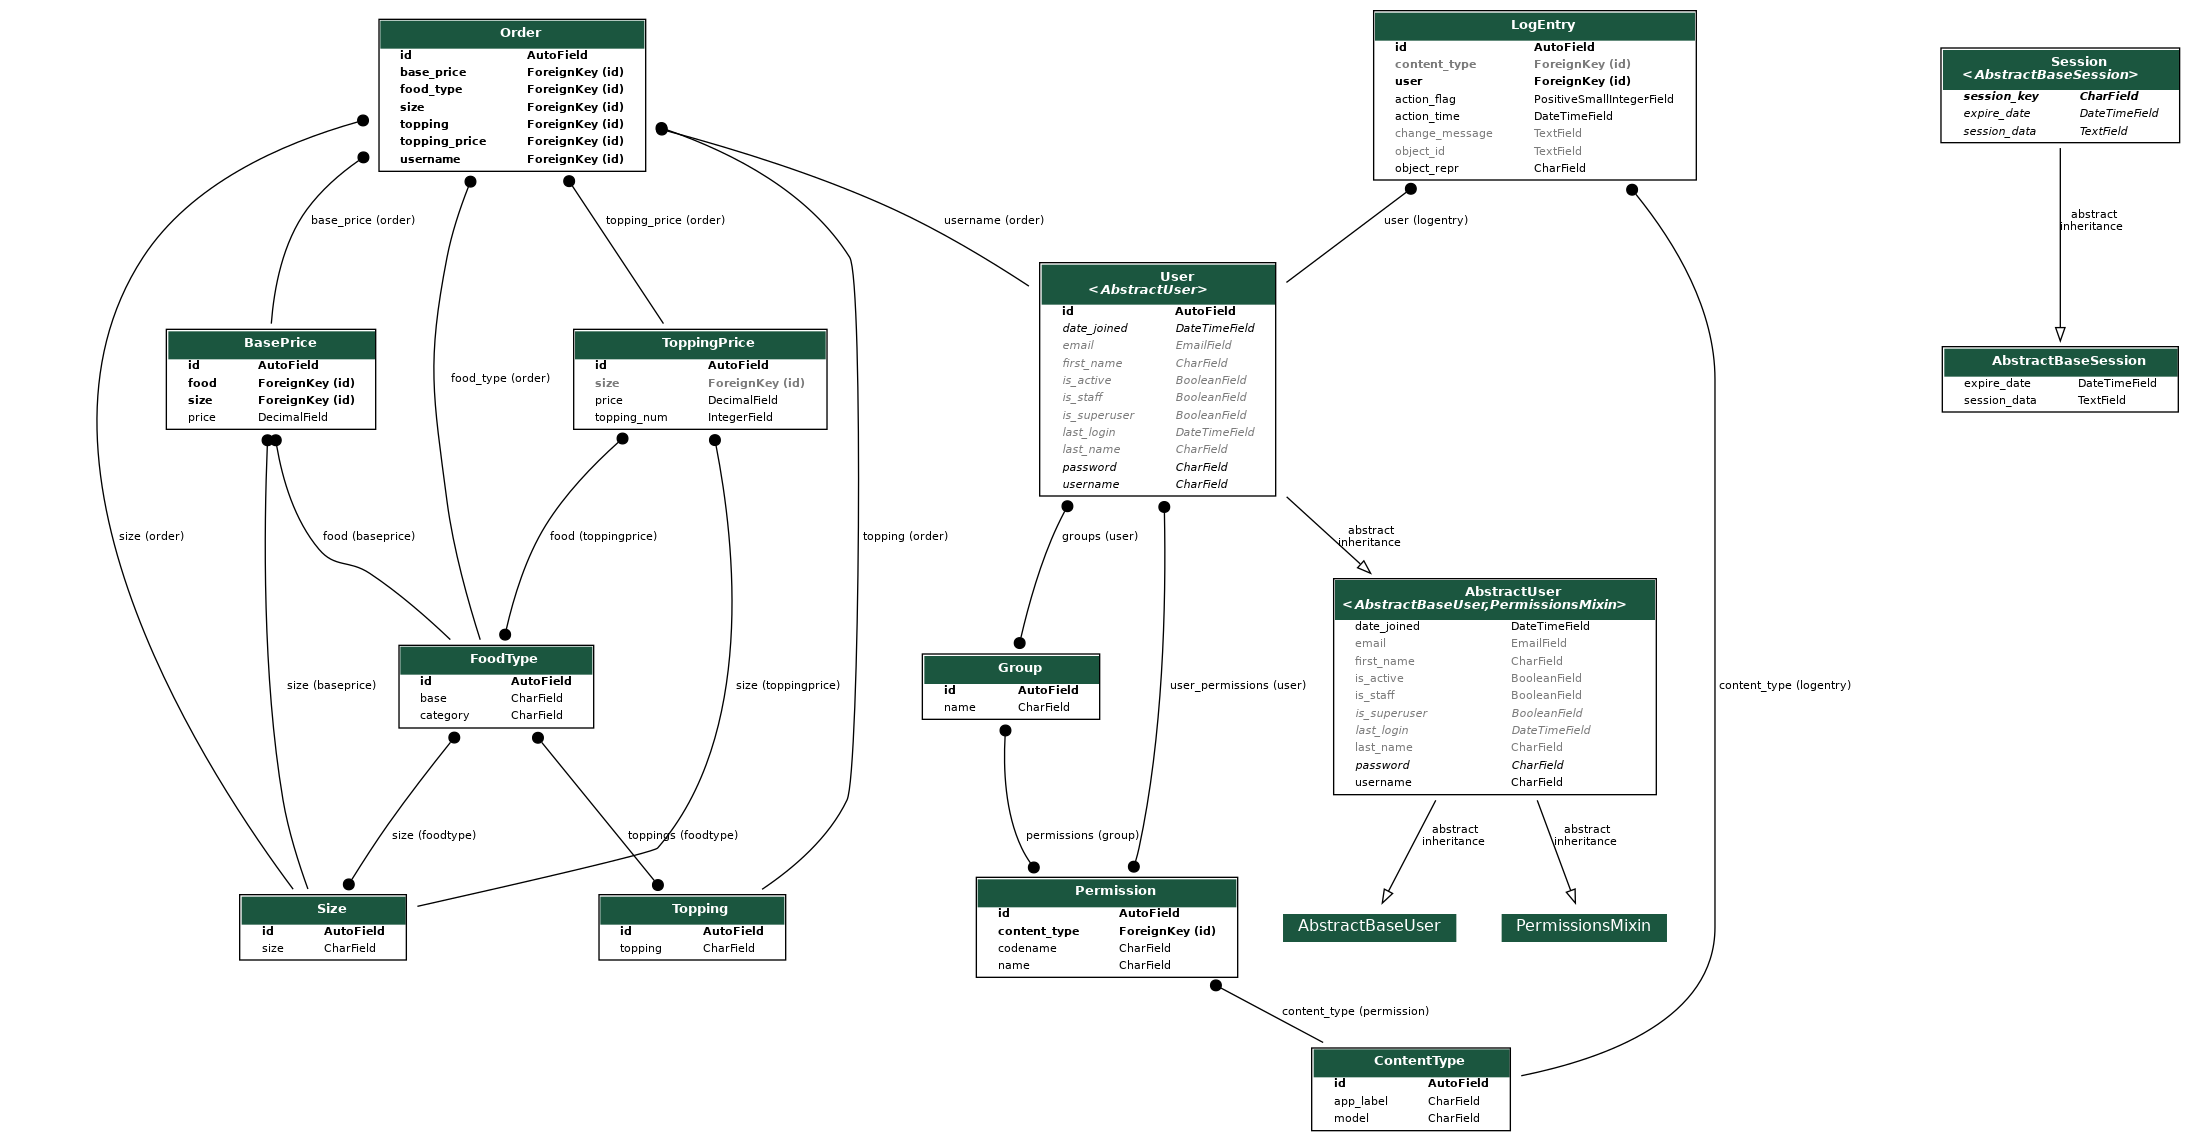 Order
id AutoField
base_price ForeignKey (id)
food_type ForeignKey (id)
size ForeignKey (id)
topping ForeignKey (id)
topping_price ForeignKey (id)
username ForeignKey (id)
LogEntry
id AutoField
content_type ForeignKey (id)
user ForeignKey (id)
action_flag PositiveSmallIntegerField
action_time DateTimeField
change_message TextField
object_id TextField
object_repr CharField
Session
<AbstractBaseSession>
session_key CharField
expire_date DateTimeField
session_data TextField
base_price (order)
topping_price (order)
username (order)
user (logentry)
abstract
inheritance
BasePrice
id AutoField
food ForeignKey (id)
size ForeignKey (id)
price DecimalField
food_type (order)
ToppingPrice
id AutoField
size ForeignKey (id)
price DecimalField
topping_num IntegerField
User
<AbstractUser>
id AutoField
date_joined DateTimeField
email EmailField
first_name CharField
is_active BooleanField
is_staff BooleanField
is_superuser BooleanField
last_login DateTimeField
last_name CharField
password CharField
username CharField
AbstractBaseSession
expire_date DateTimeField
session_data TextField
size (order)
food (baseprice)
food (toppingprice)
topping (order)
groups (user)
abstract
inheritance
FoodType
id AutoField
base CharField
category CharField
size (baseprice)
size (toppingprice)
Group
id AutoField
name CharField
user_permissions (user)
AbstractUser
<AbstractBaseUser,PermissionsMixin>
date_joined DateTimeField
email EmailField
first_name CharField
is_active BooleanField
is_staff BooleanField
is_superuser BooleanField
last_login DateTimeField
last_name CharField
password CharField
username CharField
content_type (logentry)
size (foodtype)
toppings (foodtype)
permissions (group)
abstract
inheritance
abstract
inheritance
Size
id AutoField
size CharField
Topping
id AutoField
topping CharField
Permission
id AutoField
content_type ForeignKey (id)
codename CharField
name CharField
AbstractBaseUser
PermissionsMixin
content_type (permission)
ContentType
id AutoField
app_label CharField
model CharField